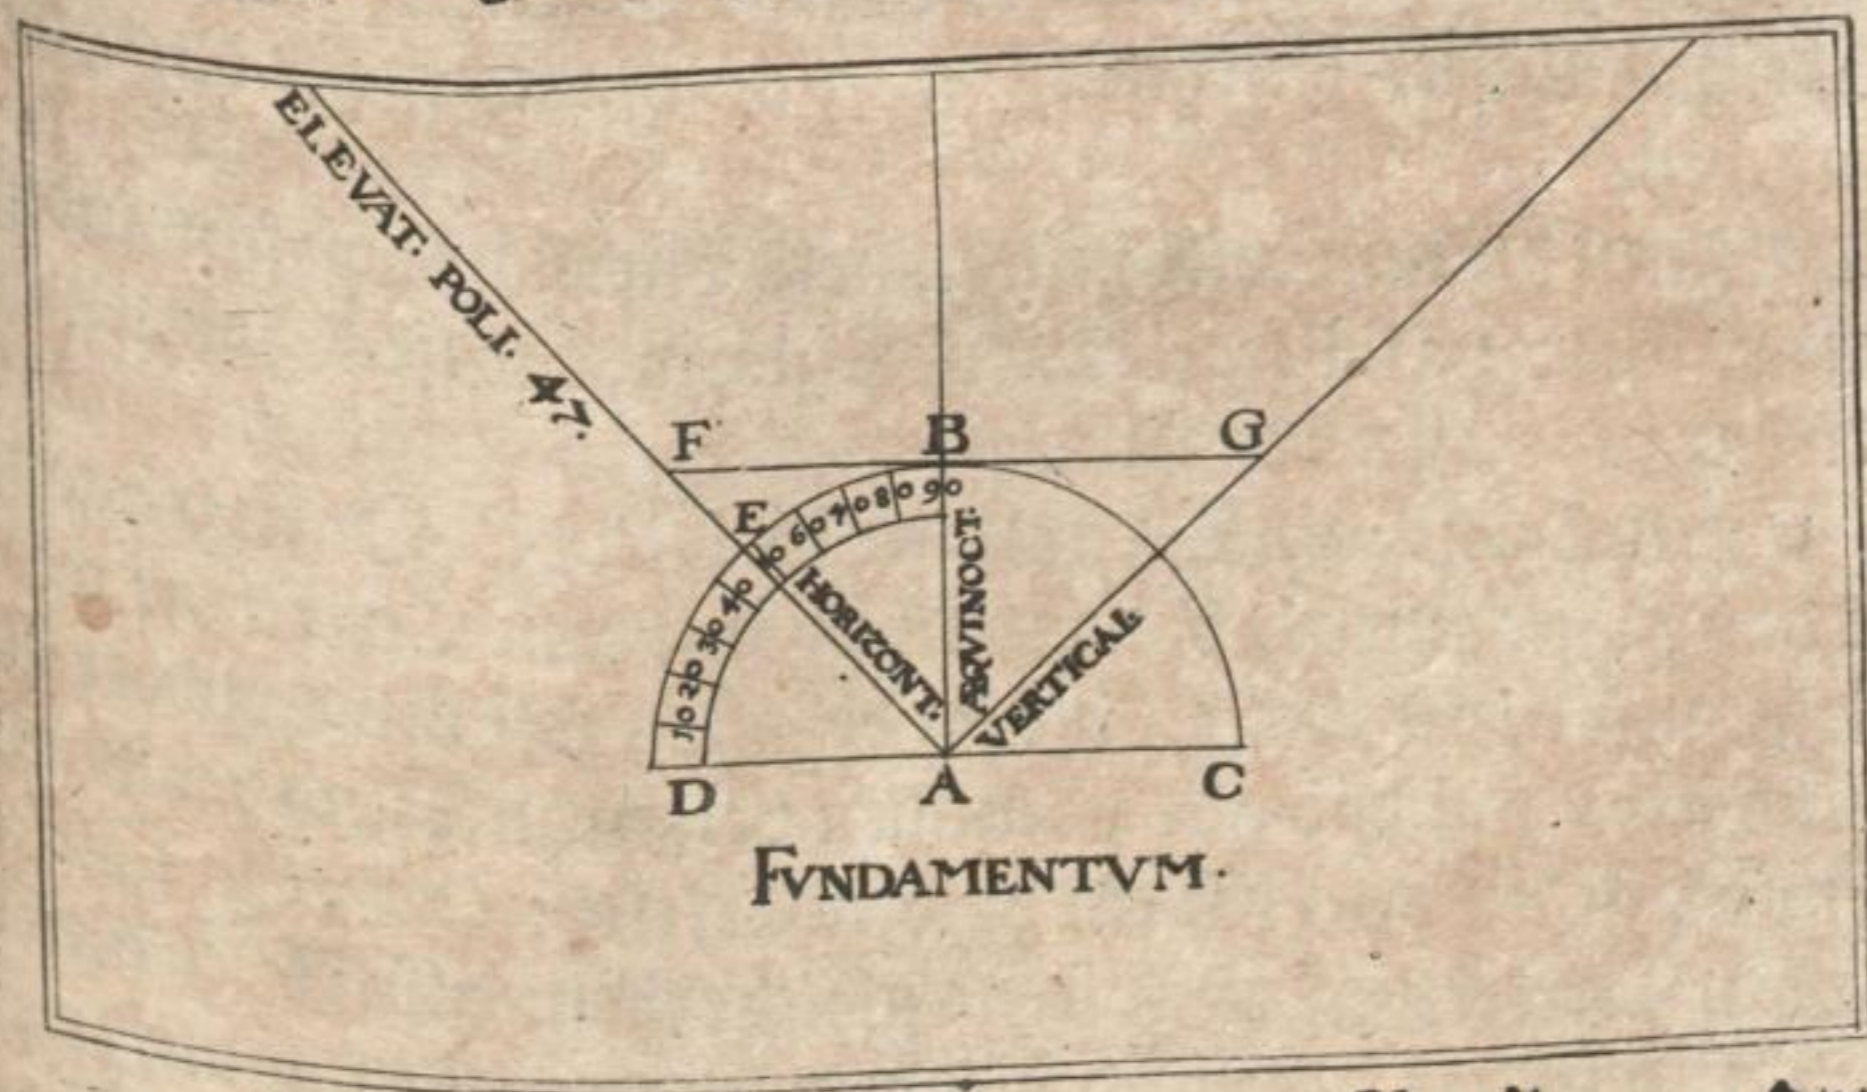 ELEVAT: POLI. 47.
F B G
E
10 20 30 40 50 60 70 80 90
HORIZONT:
ÆQVINOCT:
VERTICAL
D A C
FVNDAMENTVM.